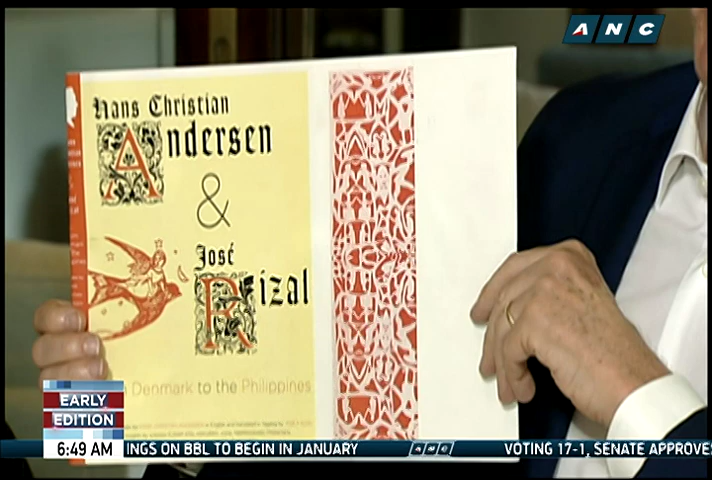 ANC
Hans Christian
Andersen
&
José
Rizal
Denmark to the Philippines
EARLY
EDITION
6:49 AM
INGS ON BBL TO BEGIN IN JANUARY
ANC
VOTING 17-1, SENATE APPROVES